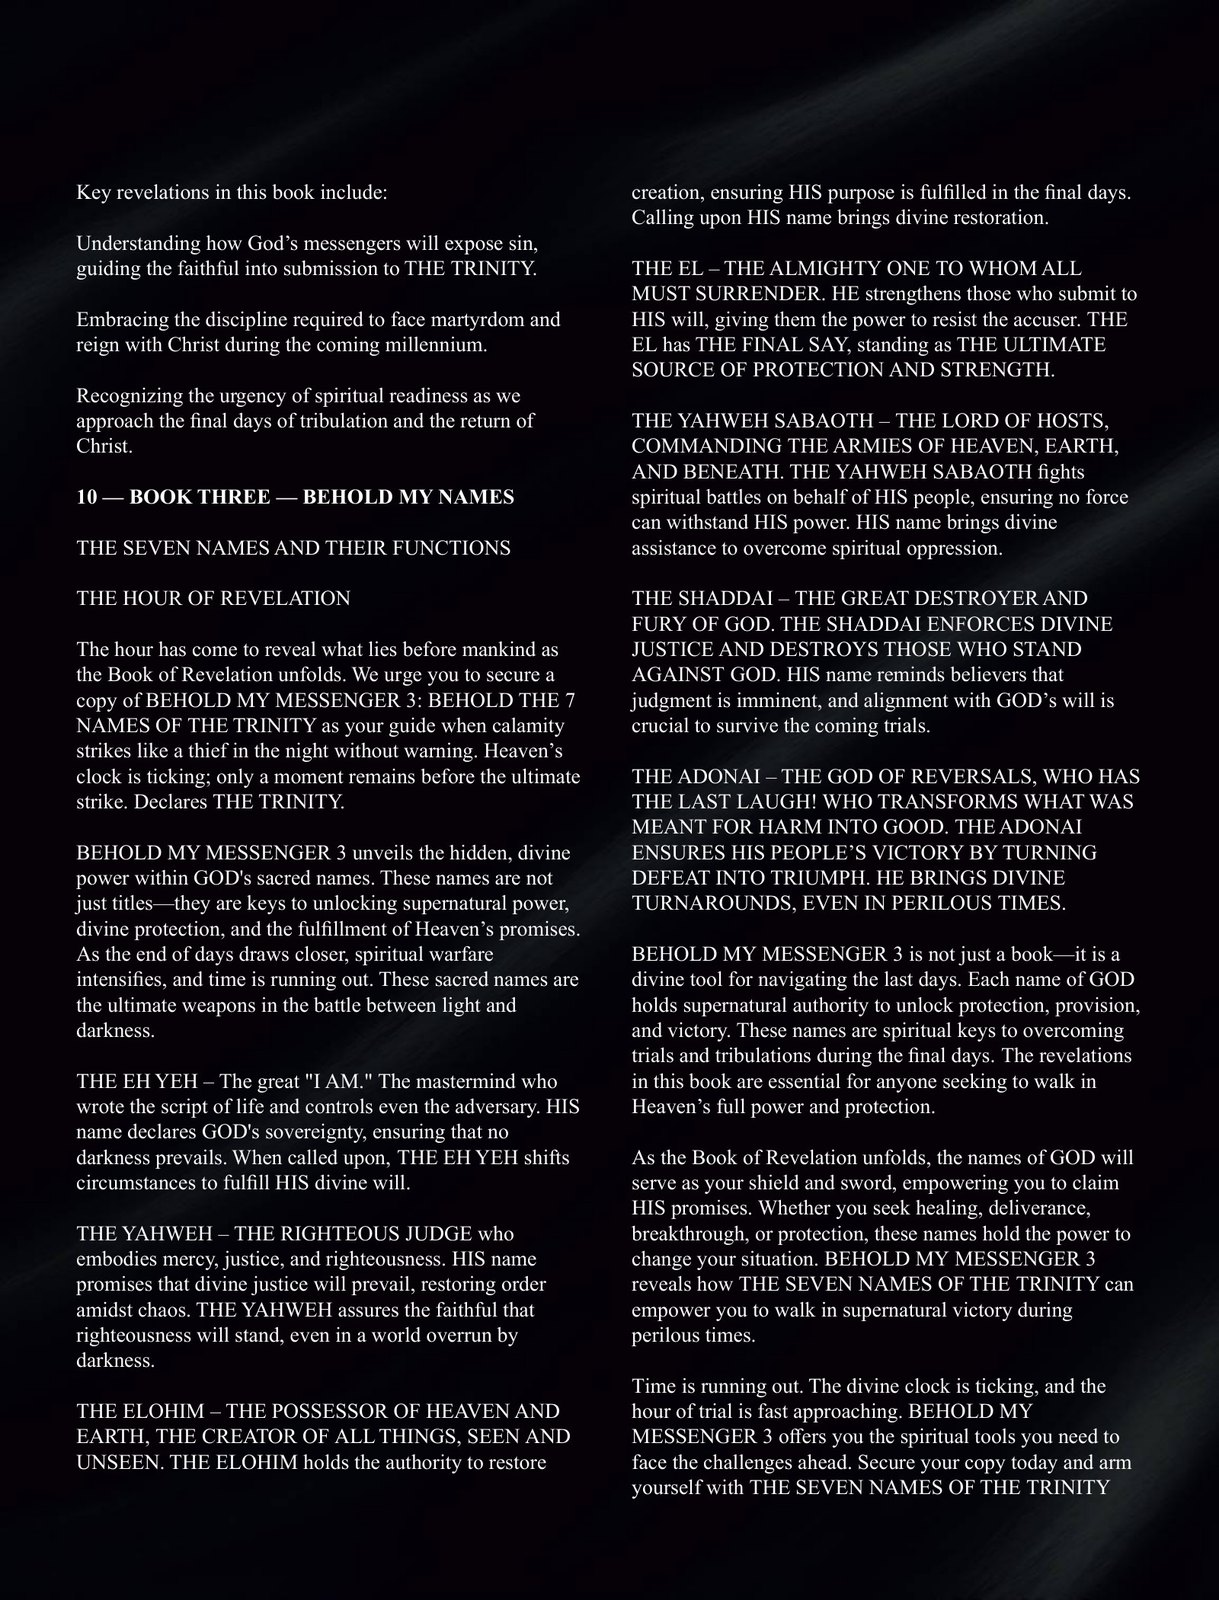 Key revelations in this book include:
Understanding how God’s messengers will expose sin,
guiding the faithful into submission to THE TRINITY.
Embracing the discipline required to face martyrdom and
reign with Christ during the coming millennium.
Recognizing the urgency of spiritual readiness as we
approach the final days of tribulation and the return of
Christ.
10 — BOOK THREE — BEHOLD MY NAMES
THE SEVEN NAMES AND THEIR FUNCTIONS
THE HOUR OF REVELATION
The hour has come to reveal what lies before mankind as
the Book of Revelation unfolds. We urge you to secure a
copy of BEHOLD MY MESSENGER 3: BEHOLD THE 7
NAMES OF THE TRINITY as your guide when calamity
strikes like a thief in the night without warning. Heaven’s
clock is ticking; only a moment remains before the ultimate
strike. Declares THE TRINITY.
BEHOLD MY MESSENGER 3 unveils the hidden, divine
power within GOD's sacred names. These names are not
just titles—they are keys to unlocking supernatural power,
divine protection, and the fulfillment of Heaven’s promises.
As the end of days draws closer, spiritual warfare
intensifies, and time is running out. These sacred names are
the ultimate weapons in the battle between light and
darkness.
THE EH YEH – The great "I AM." The mastermind who
wrote the script of life and controls even the adversary. HIS
name declares GOD's sovereignty, ensuring that no
darkness prevails. When called upon, THE EH YEH shifts
circumstances to fulfill HIS divine will.
THE YAHWEH – THE RIGHTEOUS JUDGE who
embodies mercy, justice, and righteousness. HIS name
promises that divine justice will prevail, restoring order
amidst chaos. THE YAHWEH assures the faithful that
righteousness will stand, even in a world overrun by
darkness.
THE ELOHIM – THE POSSESSOR OF HEAVEN AND
EARTH, THE CREATOR OF ALL THINGS, SEEN AND
UNSEEN. THE ELOHIM holds the authority to restore
creation, ensuring HIS purpose is fulfilled in the final days.
Calling upon HIS name brings divine restoration.
THE EL – THE ALMIGHTY ONE TO WHOM ALL
MUST SURRENDER. HE strengthens those who submit to
HIS will, giving them the power to resist the accuser. THE
EL has THE FINAL SAY, standing as THE ULTIMATE
SOURCE OF PROTECTION AND STRENGTH.
THE YAHWEH SABAOTH – THE LORD OF HOSTS,
COMMANDING THE ARMIES OF HEAVEN, EARTH,
AND BENEATH. THE YAHWEH SABAOTH fights
spiritual battles on behalf of HIS people, ensuring no force
can withstand HIS power. HIS name brings divine
assistance to overcome spiritual oppression.
THE SHADDAI – THE GREAT DESTROYER AND
FURY OF GOD. THE SHADDAI ENFORCES DIVINE
JUSTICE AND DESTROYS THOSE WHO STAND
AGAINST GOD. HIS name reminds believers that
judgment is imminent, and alignment with GOD’s will is
crucial to survive the coming trials.
THE ADONAI – THE GOD OF REVERSALS, WHO HAS
THE LAST LAUGH! WHO TRANSFORMS WHAT WAS
MEANT FOR HARM INTO GOOD. THE ADONAI
ENSURES HIS PEOPLE’S VICTORY BY TURNING
DEFEAT INTO TRIUMPH. HE BRINGS DIVINE
TURNAROUNDS, EVEN IN PERILOUS TIMES.
BEHOLD MY MESSENGER 3 is not just a book—it is a
divine tool for navigating the last days. Each name of GOD
holds supernatural authority to unlock protection, provision,
and victory. These names are spiritual keys to overcoming
trials and tribulations during the final days. The revelations
in this book are essential for anyone seeking to walk in
Heaven’s full power and protection.
As the Book of Revelation unfolds, the names of GOD will
serve as your shield and sword, empowering you to claim
HIS promises. Whether you seek healing, deliverance,
breakthrough, or protection, these names hold the power to
change your situation. BEHOLD MY MESSENGER 3
reveals how THE SEVEN NAMES OF THE TRINITY can
empower you to walk in supernatural victory during
perilous times.
Time is running out. The divine clock is ticking, and the
hour of trial is fast approaching. BEHOLD MY
MESSENGER 3 offers you the spiritual tools you need to
face the challenges ahead. Secure your copy today and arm
yourself with THE SEVEN NAMES OF THE TRINITY